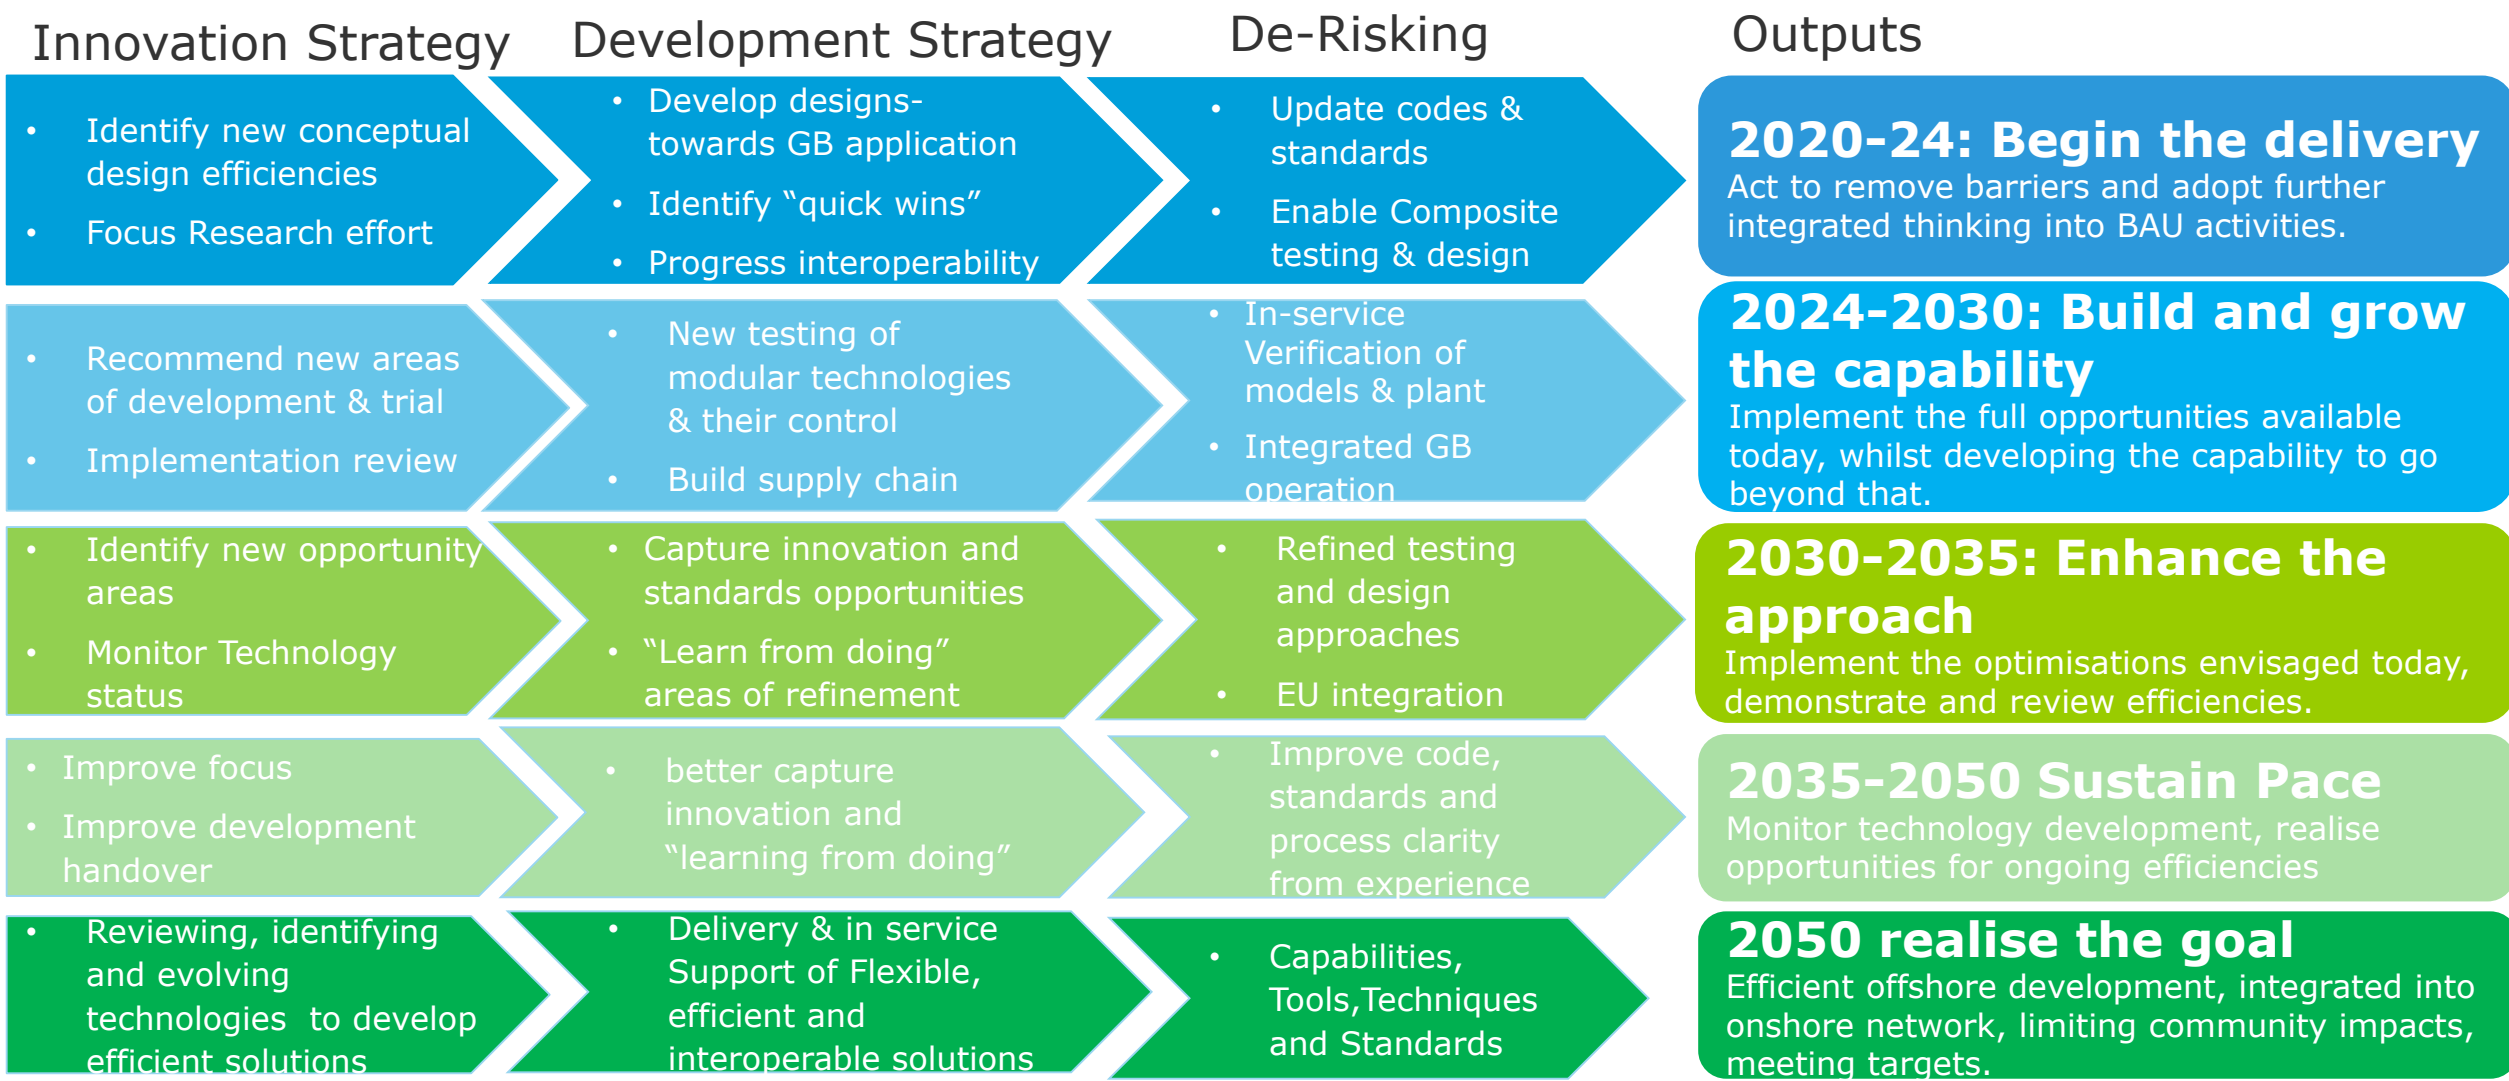 Innovation Strategy
Development Strategy
De-Risking
Outputs
• Identify new conceptual
design efficiencies
• Focus Research effort
• Develop designs-
towards GB application
• Identify “quick wins”
• Progress interoperability
• Update codes &
standards
• Enable Composite
testing & design
2020-24: Begin the delivery
Act to remove barriers and adopt further
integrated thinking into BAU activities.
• Recommend new areas
of development & trial
• Implementation review
• New testing of
modular technologies
& their control
• Build supply chain
• In-service
Verification of
models & plant
• Integrated GB
operation
2024-2030: Build and grow
the capability
Implement the full opportunities available
today, whilst developing the capability to go
beyond that.
• Identify new opportunity
areas
• Monitor Technology
status
• Capture innovation and
standards opportunities
• “Learn from doing”
areas of refinement
• Refined testing
and design
approaches
• EU integration
2030-2035: Enhance the
approach
Implement the optimisations envisaged today,
demonstrate and review efficiencies.
• Improve focus
• Improve development
handover
• better capture
innovation and
“learning from doing”
• Improve code,
standards and
process clarity
from experience
2035-2050 Sustain Pace
Monitor technology development, realise
opportunities for ongoing efficiencies
• Reviewing, identifying
and evolving
technologies  to develop
efficient solutions
• Delivery & in service
Support of Flexible,
efficient and
interoperable solutions
• Capabilities,
Tools,Techniques
and Standards
2050 realise the goal
Efficient offshore development, integrated into
onshore network, limiting community impacts,
meeting targets.